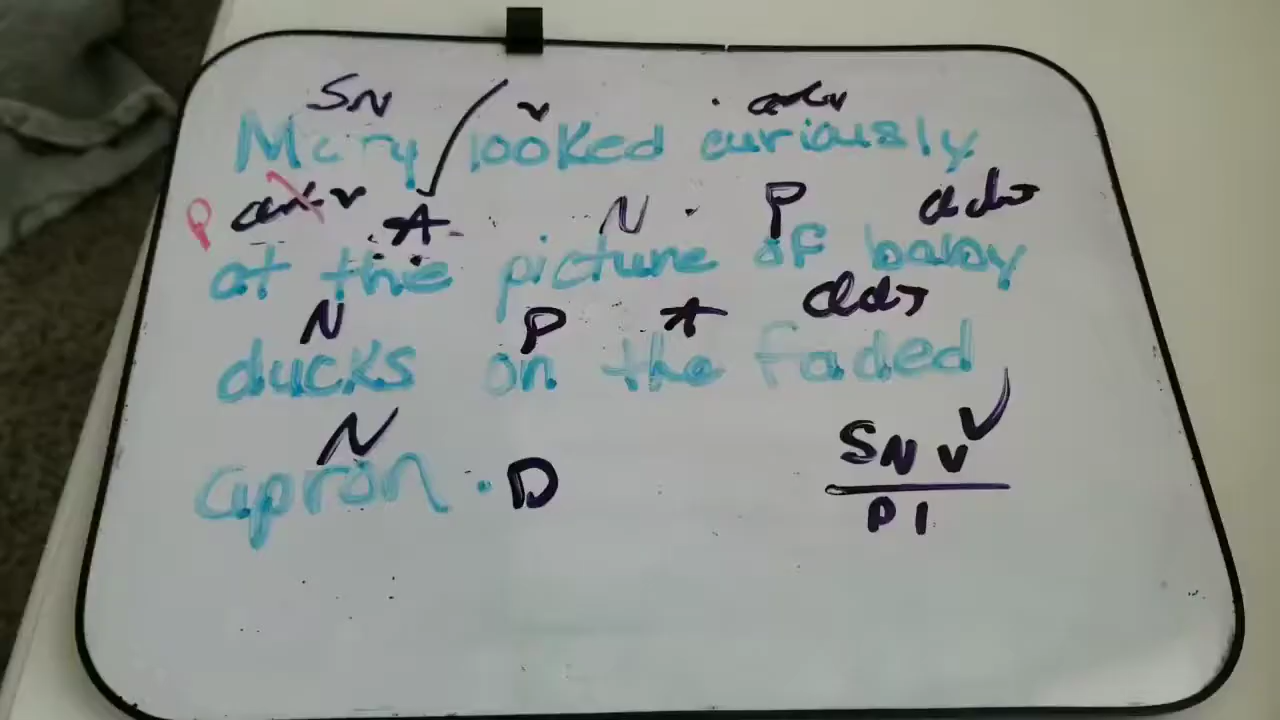 SN v adv
Mary looked curiously
P adv A N P adj
at the picture of baby
N P A adj
ducks on the faded
N SN V
apron. D P 1